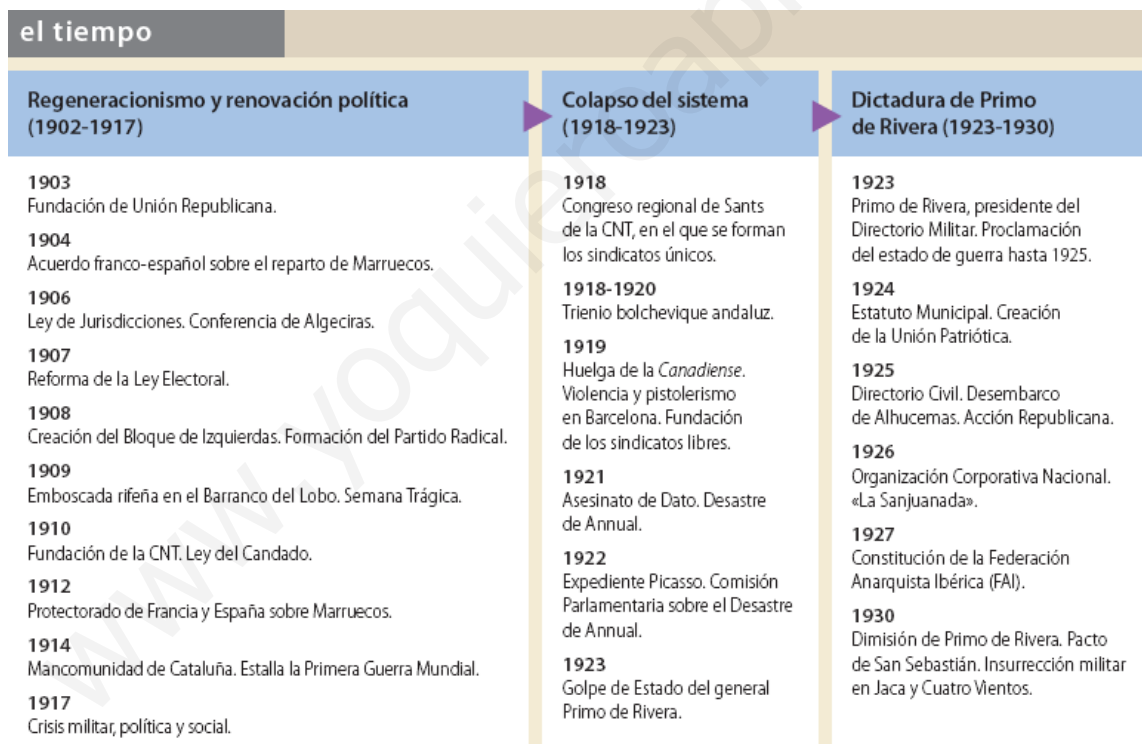 el tiempo
Regeneracionismo y renovación política
(1902-1917)
1903
Fundación de Unión Republicana.
1904
Acuerdo franco-español sobre el reparto de Marruecos.
1906
Ley de Jurisdicciones. Conferencia de Algeciras.
1907
Reforma de la Ley Electoral.
1908
Creación del Bloque de Izquierdas. Formación del Partido Radical.
1909
Emboscada rifeña en el Barranco del Lobo. Semana Trágica.
1910
Fundación de la CNT. Ley del Candado.
1912
Protectorado de Francia y España sobre Marruecos.
1914
Mancomunidad de Cataluña. Estalla la Primera Guerra Mundial.
1917
Crisis militar, política y social.
Colapso del sistema
(1918-1923)
1918
Congreso regional de Sants
de la CNT, en el que se forman
los sindicatos únicos.
1918-1920
Trienio bolchevique andaluz.
1919
Huelga de la Canadiense.
Violencia y pistolerismo
en Barcelona. Fundación
de los sindicatos libres.
1921
Asesinato de Dato. Desastre
de Annual.
1922
Expediente Picasso. Comisión
Parlamentaria sobre el Desastre
de Annual.
1923
Golpe de Estado del general
Primo de Rivera.
Dictadura de Primo
de Rivera (1923-1930)
1923
Primo de Rivera, presidente del
Directorio Militar. Proclamación
del estado de guerra hasta 1925.
1924
Estatuto Municipal. Creación
de la Unión Patriótica.
1925
Directorio Civil. Desembarco
de Alhucemas. Acción Republicana.
1926
Organización Corporativa Nacional.
«La Sanjuanada».
1927
Constitución de la Federación
Anarquista Ibérica (FAI).
1930
Dimisión de Primo de Rivera. Pacto
de San Sebastián. Insurrección militar
en Jaca y Cuatro Vientos.